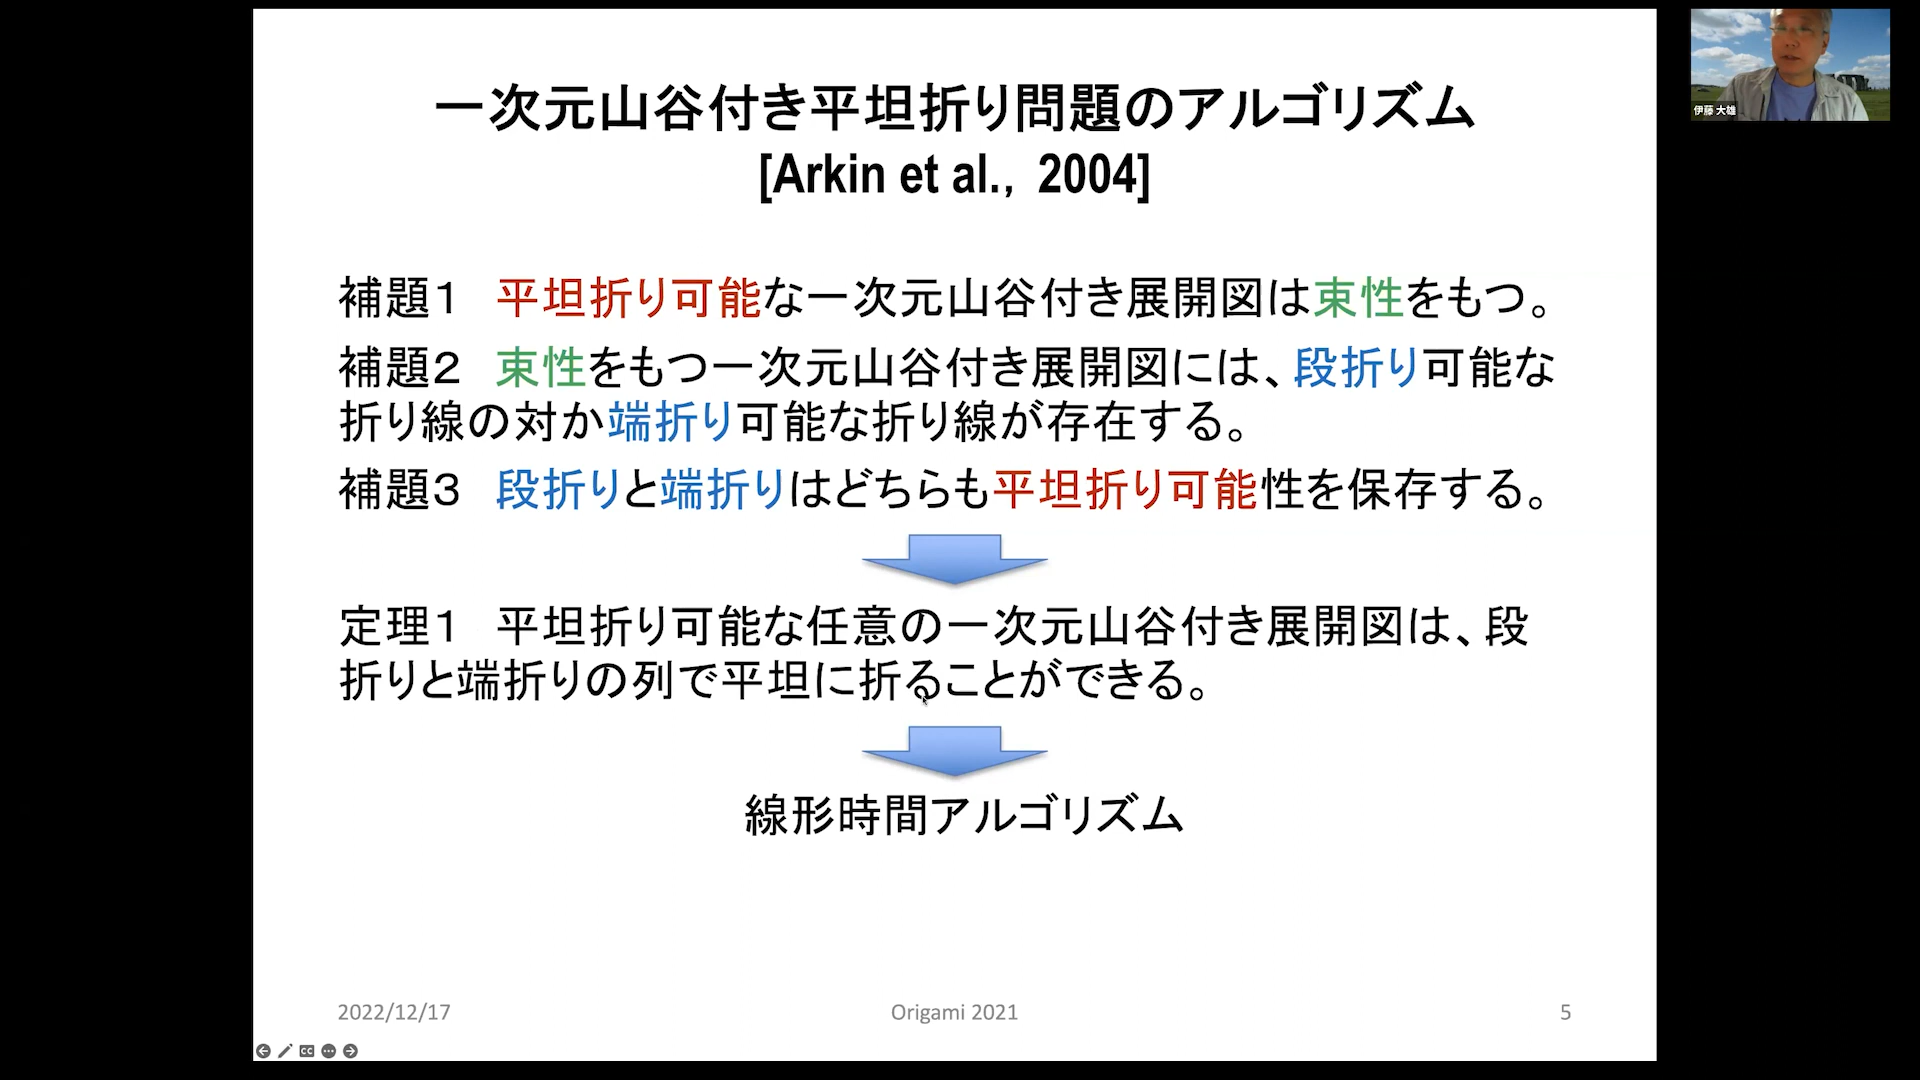 一次元山谷付き平坦折り問題のアルゴリズム
[Arkin et al., 2004]
伊藤 大雄
補題１　平坦折り可能な一次元山谷付き展開図は束性をもつ。
補題２　束性をもつ一次元山谷付き展開図には、段折り可能な
折り線の対か端折り可能な折り線が存在する。
補題３　段折りと端折りはどちらも平坦折り可能性を保存する。
定理１　平坦折り可能な任意の一次元山谷付き展開図は、段
折りと端折りの列で平坦に折ることができる。
線形時間アルゴリズム
2022/12/17
Origami 2021
5
CC